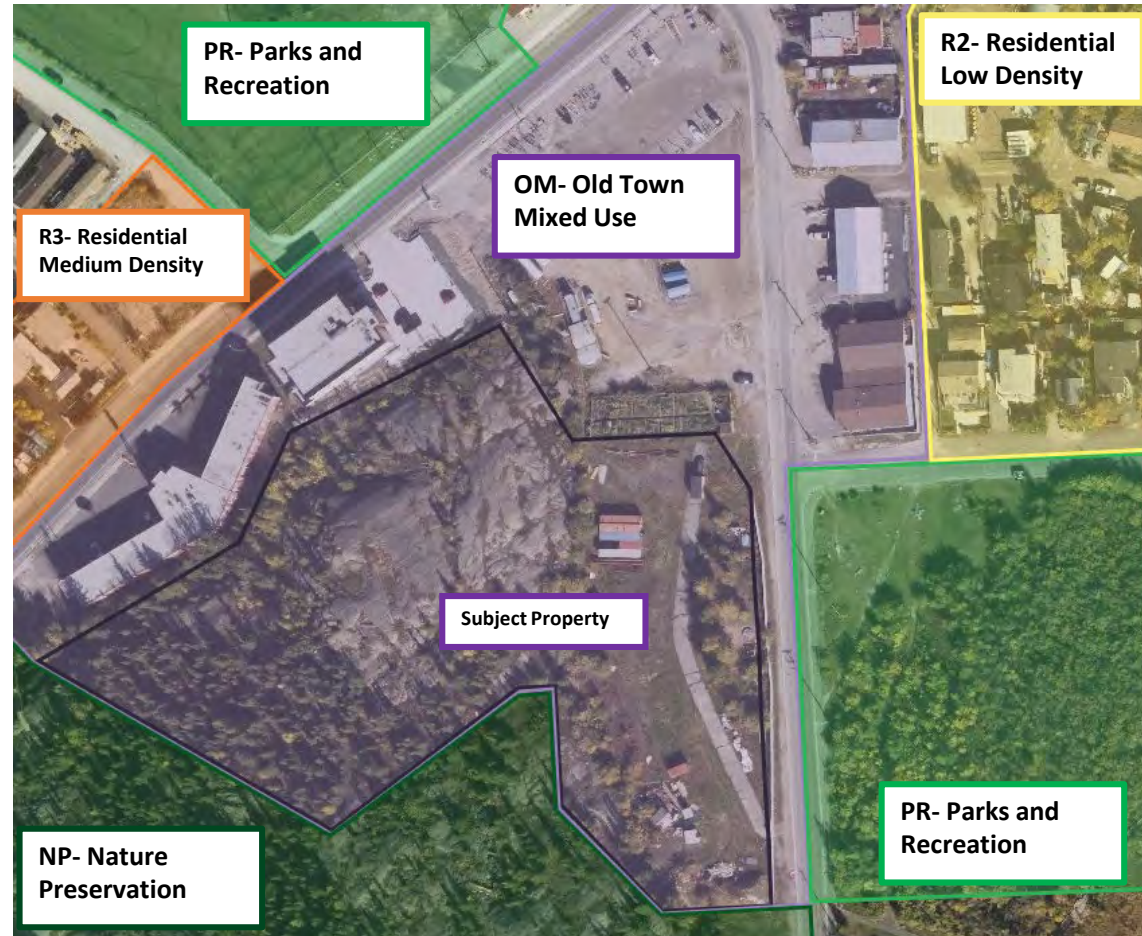 PR- Parks and
Recreation
R2- Residential
Low Density
OM- Old Town
Mixed Use
R3- Residential
Medium Density
Subject Property
PR- Parks and
Recreation
NP- Nature
Preservation